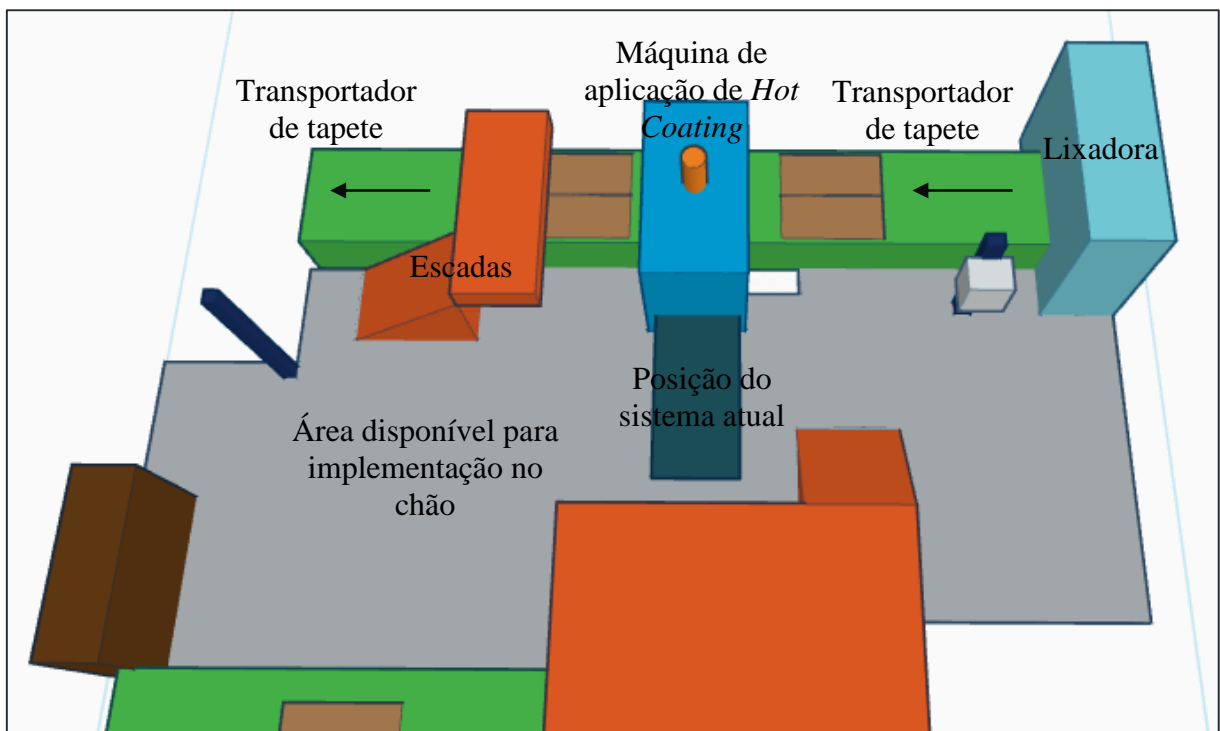 Transportador
de tapete
Máquina de
aplicação de Hot
Coating
Transportador
de tapete
Lixadora
Escadas
Posição do
sistema atual
Área disponível para
implementação no
chão